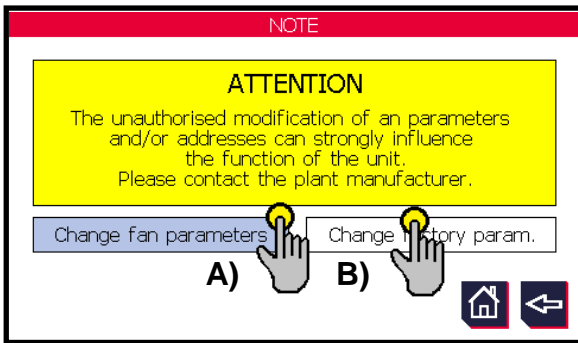 NOTE
ATTENTION
The unauthorised modification of an parameters
and/or addresses can strongly influence
the function of the unit.
Please contact the plant manufacturer.
Change fan parameters
Change factory param.
A)
B)